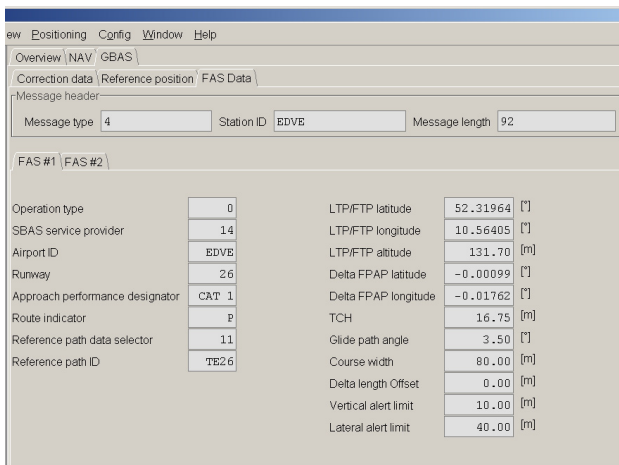 ew Positioning Config Window Help
Overview NAV GBAS
Correction data Reference position FAS Data
Message header
Message type 4 Station ID EDVE Message length 92
FAS #1 FAS #2
Operation type 0 LTP/FTP latitude 52.31964 [°]
SBAS service provider 14 LTP/FTP longitude 10.56405 [°]
Airport ID EDVE LTP/FTP altitude 131.70 [m]
Runway 26 Delta FPAP latitude -0.00099 [°]
Approach performance designator CAT 1 Delta FPAP longitude -0.01762 [°]
Route indicator P TCH 16.75 [m]
Reference path data selector 11 Glide path angle 3.50 [°]
Reference path ID TE26 Course width 80.00 [m]
Delta length Offset 0.00 [m]
Vertical alert limit 10.00 [m]
Lateral alert limit 40.00 [m]